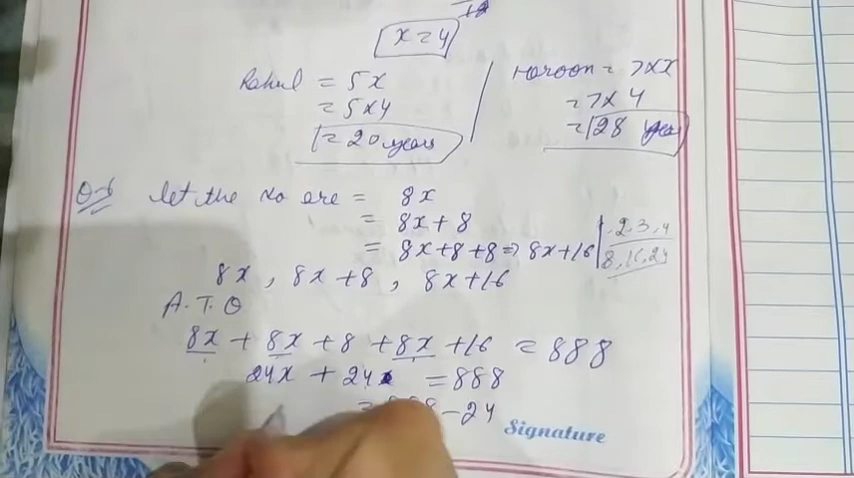 x = 4
Rahul = 5x
= 5x4
= 20 years
Haroon = 7xx
= 7x 4
= 28
Q-6 let the no are = 8x
= 8x + 8
= 8x+8+8 => 8x+16
2, 3, 4
8, 16, 24
8x , 8x+8 , 8x+16
A.T.Q
8x + 8x + 8 + 8x + 16 = 888
24x + 24 = 888
- 24
Signature